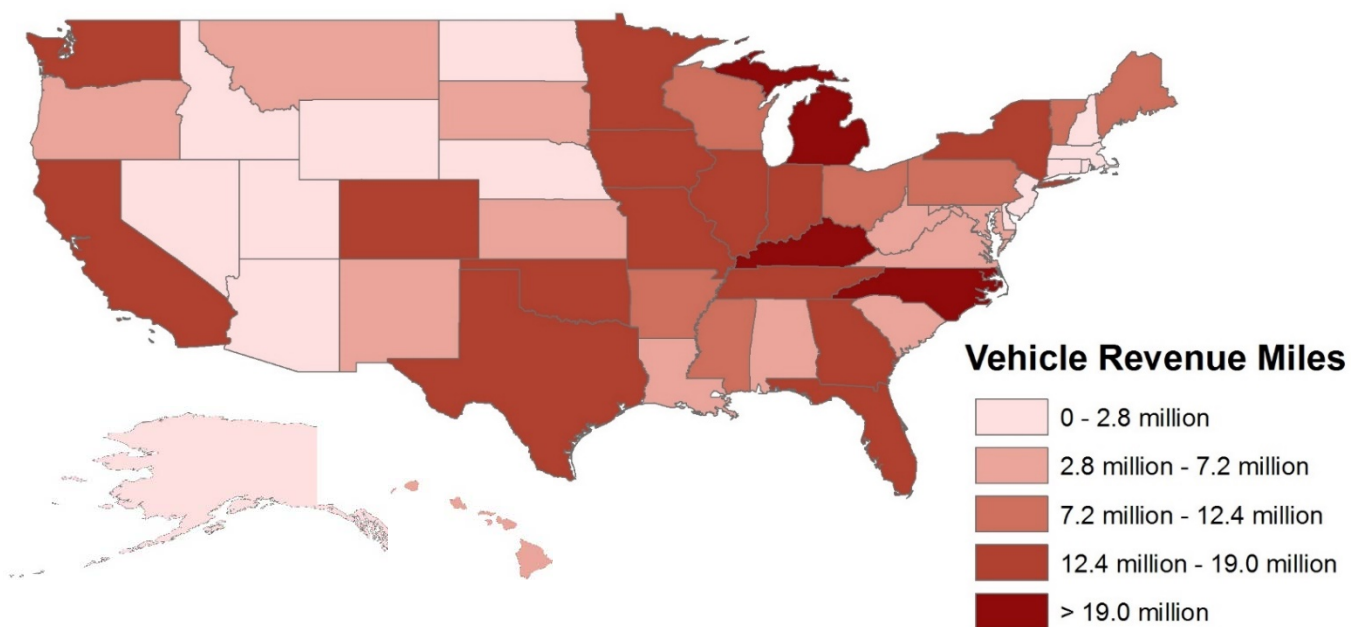 Vehicle Revenue Miles
0 - 2.8 million
2.8 million - 7.2 million
7.2 million - 12.4 million
12.4 million - 19.0 million
> 19.0 million